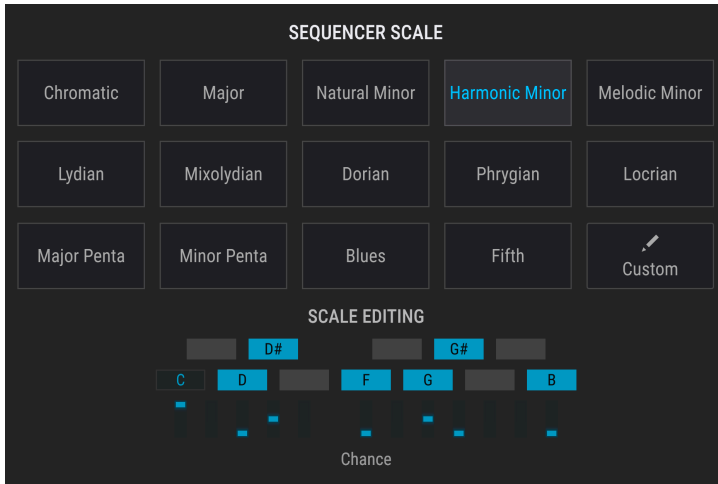 SEQUENCER SCALE
Chromatic Major Natural Minor Harmonic Minor Melodic Minor
Lydian Mixolydian Dorian Phrygian Locrian
Major Penta Minor Penta Blues Fifth Custom
SCALE EDITING
D# G#
C D F G B
Chance